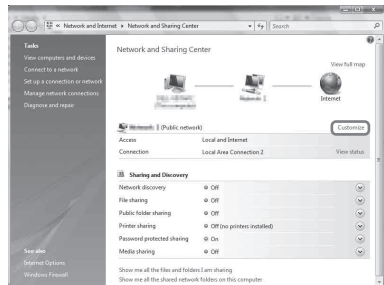 « Network and Internet ▸ Network and Sharing Center
Search
Tasks
View computers and devices
Connect to a network
Set up a connection or network
Manage network connections
Diagnose and repair
See also
Internet Options
Windows Firewall
Network and Sharing Center
View full map
Internet
(Public network)
Customize
Access Local and Internet
Connection Local Area Connection 2 View status
Sharing and Discovery
Network discovery Off
File sharing Off
Public folder sharing Off
Printer sharing Off (no printers installed)
Password protected sharing On
Media sharing Off
Show me all the files and folders I am sharing
Show me all the shared network folders on this computer